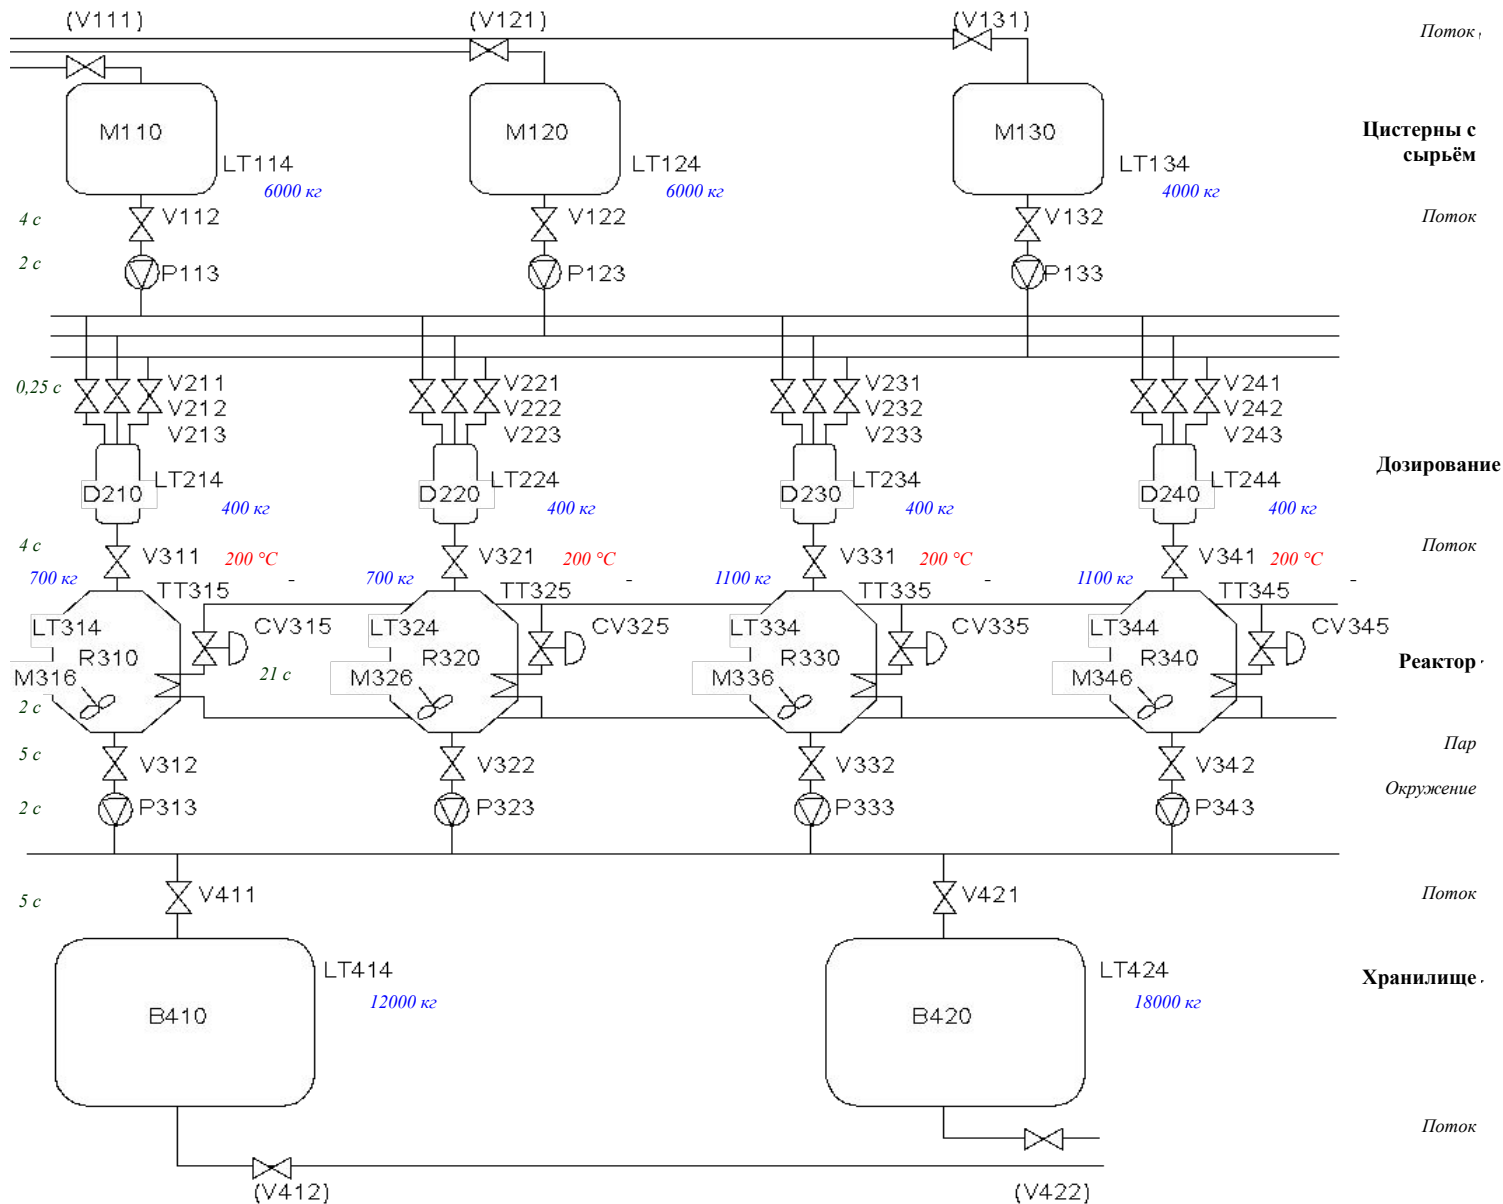 (V111) (V121) (V131) Поток
M110 M120 M130 Цистерны с
сырьём
LT114 LT124 LT134
6000 кг 6000 кг 4000 кг
4 с V112 V122 V132 Поток
2 с P113 P123 P133
0,25 с V211 V221 V231 V241
V212 V222 V232 V242
V213 V223 V233 V243
Дозирование
LT214 LT224 LT234 LT244
D210 D220 D230 D240
400 кг 400 кг 400 кг 400 кг
4 с V311 200 °C V321 200 °C V331 200 °C V341 200 °C Поток
700 кг - 700 кг - 1100 кг - 1100 кг -
TT315 TT325 TT335 TT345
LT314 CV315 LT324 CV325 LT334 CV335 LT344 CV345
R310 R320 R330 R340 Реактор
M316 21 с M326 M336 M346
2 с
Пар
5 с V312 V322 V332 V342
Окружение
2 с P313 P323 P333 P343
5 с V411 V421 Поток
LT414 LT424 Хранилище
12000 кг 18000 кг
B410 B420
Поток
(V412) (V422)